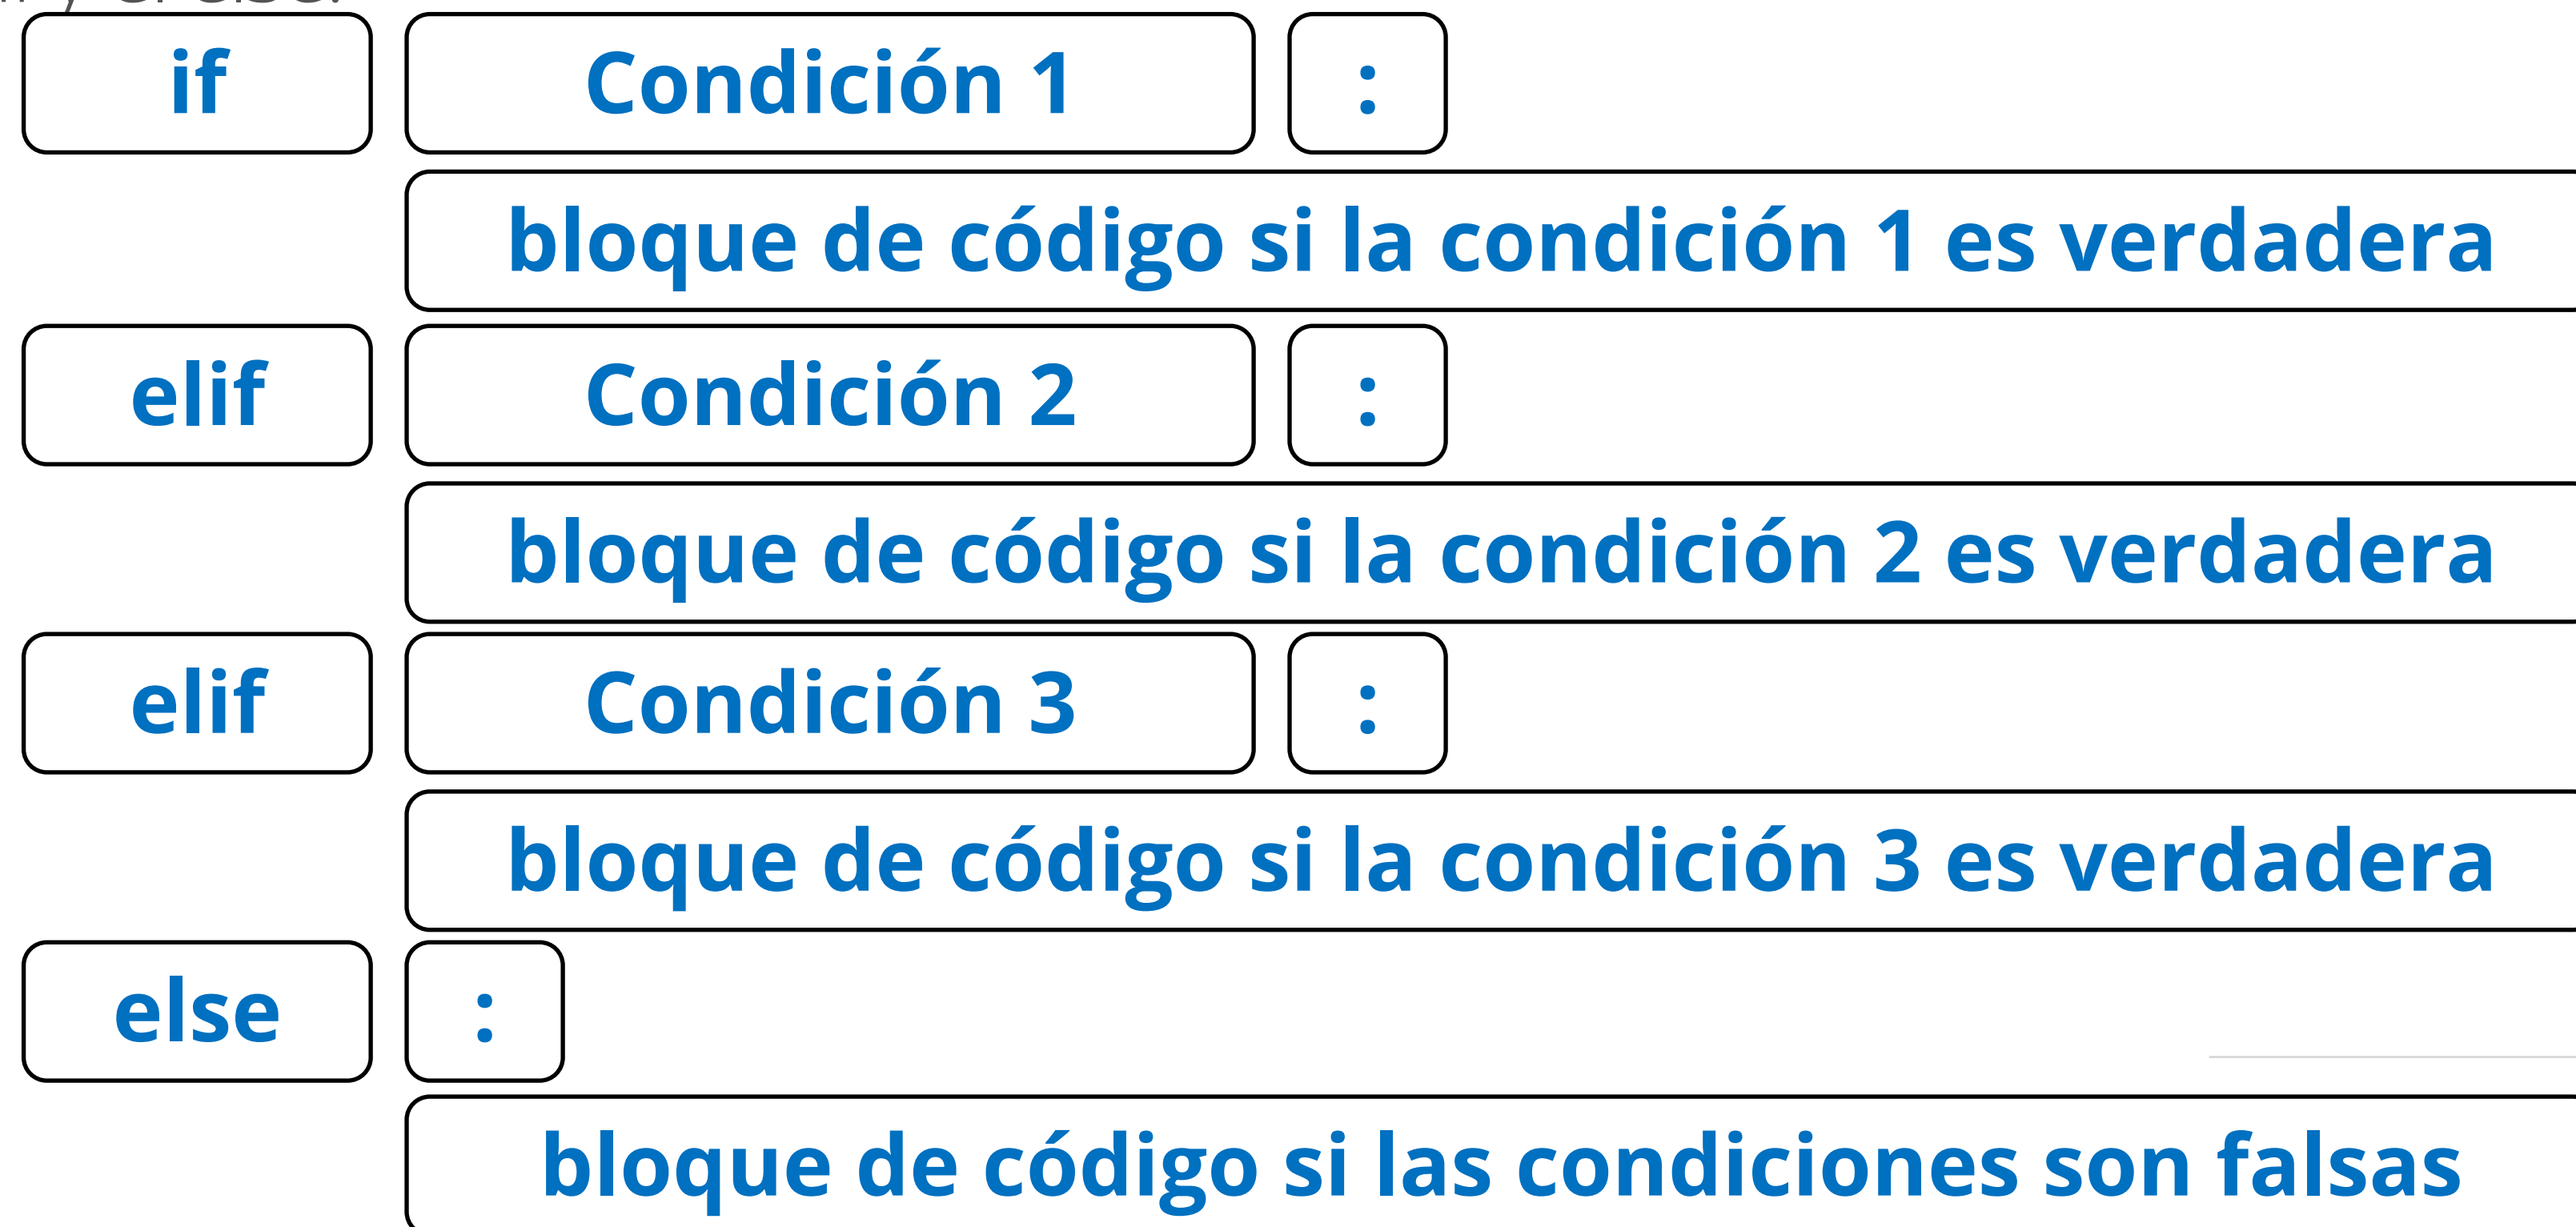 if Condición 1 :
bloque de código si la condición 1 es verdadera
elif Condición 2 :
bloque de código si la condición 2 es verdadera
elif Condición 3 :
bloque de código si la condición 3 es verdadera
else :
bloque de código si las condiciones son falsas